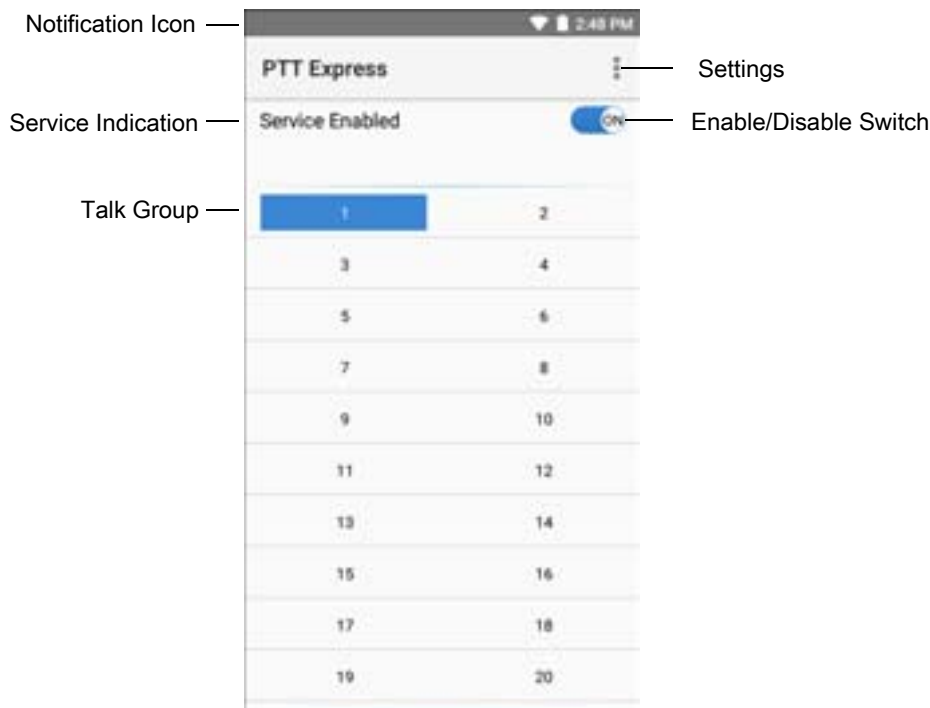 Notification Icon
2:48 PM
PTT Express
Settings
Service Indication
Service Enabled
ON
Enable/Disable Switch
Talk Group
1
2
3
4
5
6
7
8
9
10
11
12
13
14
15
16
17
18
19
20